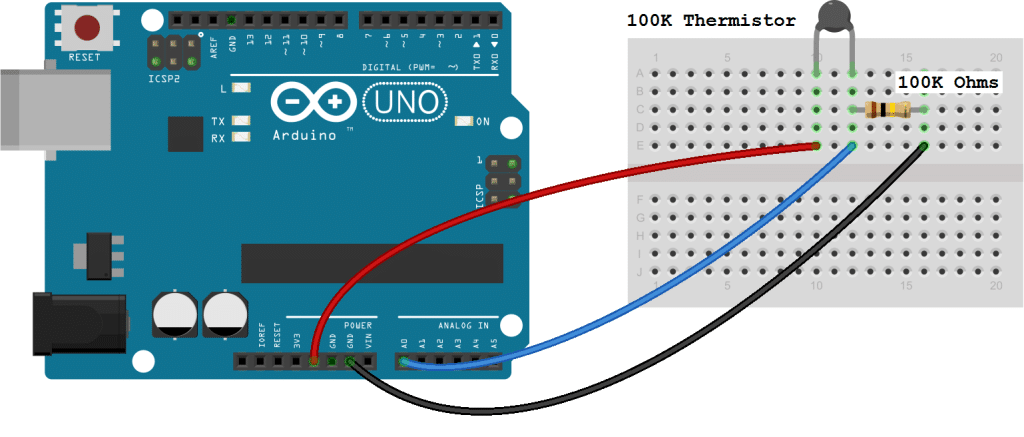 100K Thermistor
RESET
ICSP2
AREF
GND
13
12
~11
~10
~9
8
7
~6
~5
4
~3
2
TX0▶1
RX0◀0
DIGITAL (PWM= ~)
L
TX
RX
UNO
Arduino ™
ON
1
ICSP
1 5 10 15 20
100K Ohms
A
B
C
D
E
F
G
H
I
J
1 5 10 15 20
POWER
ANALOG IN
IOREF
RESET
3V3
GND
GND
VIN
A0
A1
A2
A3
A4
A5